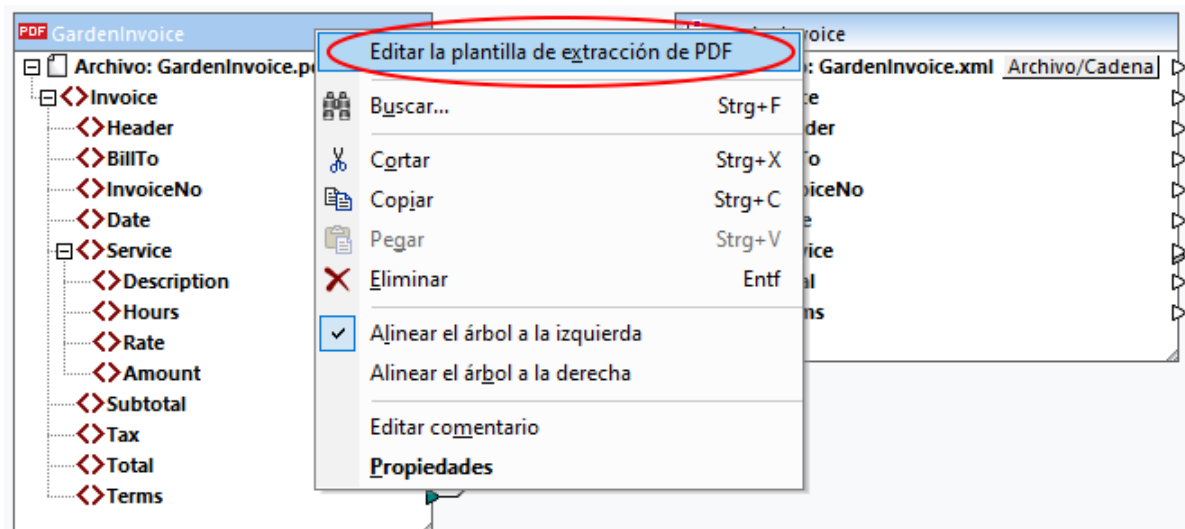 PDF GardenInvoice
Archivo: GardenInvoice.p
Invoice
Header
BillTo
InvoiceNo
Date
Service
Description
Hours
Rate
Amount
Subtotal
Tax
Total
Terms
Editar la plantilla de extracción de PDF
Buscar... Strg+F
Cortar Strg+X
Copiar Strg+C
Pegar Strg+V
Eliminar Entf
Alinear el árbol a la izquierda
Alinear el árbol a la derecha
Editar comentario
Propiedades
oice
: GardenInvoice.xml Archivo/Cadena
ce
der
To
oiceNo
e
vice
al
ms